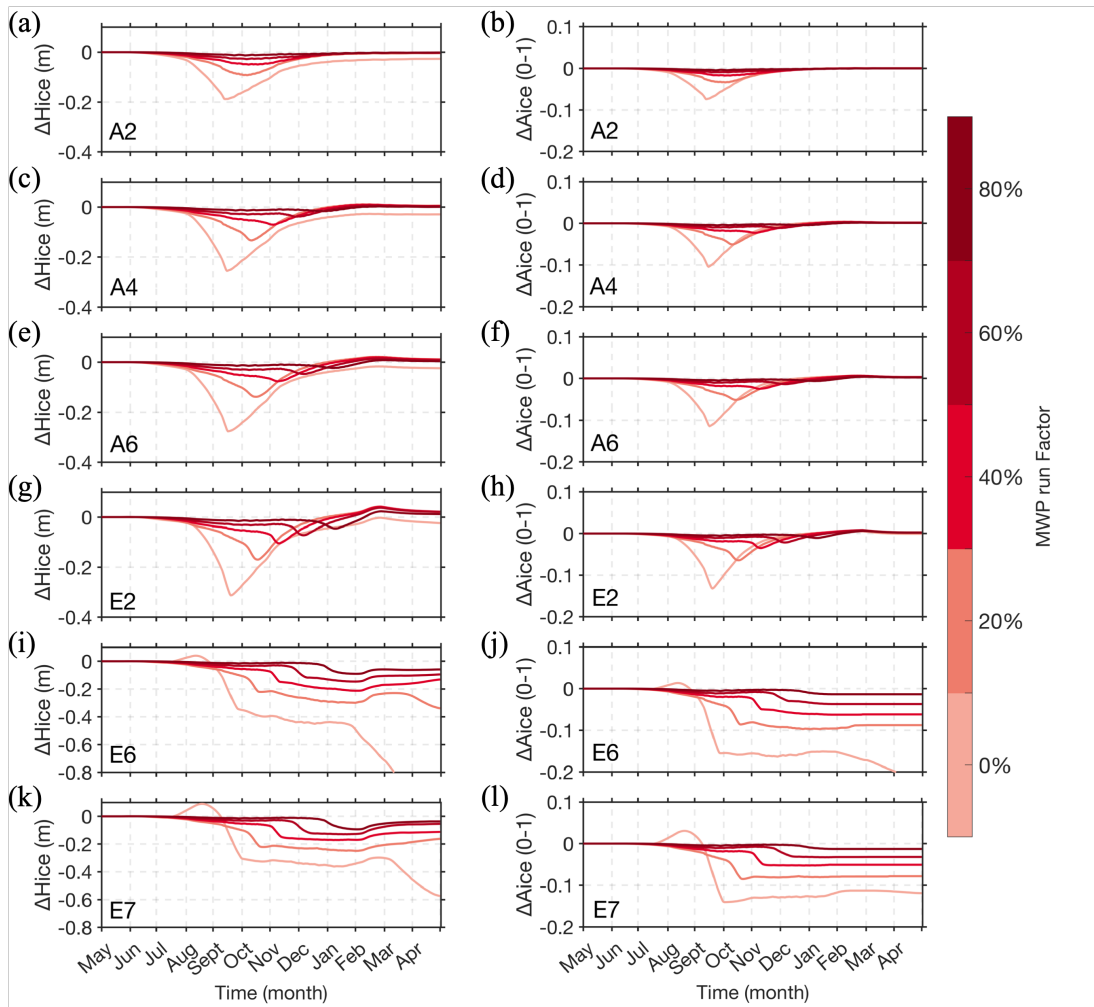 (a) (b)
0 0.1
-0.2 0
-0.4 -0.1
-0.2
ΔHice (m) ΔAice (0-1)
A2 A2
(c) (d)
0 0.1
-0.2 0
-0.4 -0.1
-0.2
ΔHice (m) ΔAice (0-1)
A4 A4
(e) (f)
0 0.1
-0.2 0
-0.4 -0.1
-0.2
ΔHice (m) ΔAice (0-1)
A6 A6
(g) (h)
0 0.1
-0.2 0
-0.4 -0.1
-0.2
ΔHice (m) ΔAice (0-1)
E2 E2
(i) (j)
0 0.1
-0.2 0
-0.4 -0.1
-0.6 -0.2
-0.8
ΔHice (m) ΔAice (0-1)
E6 E6
(k) (l)
0 0.1
-0.2 0
-0.4 -0.1
-0.6 -0.2
-0.8
ΔHice (m) ΔAice (0-1)
E7 E7
May Jun Jul Aug Sept Oct Nov Dec Jan Feb Mar Apr
May Jun Jul Aug Sept Oct Nov Dec Jan Feb Mar Apr
Time (month) Time (month)
80%
60%
40%
20%
0%
MWP run Factor